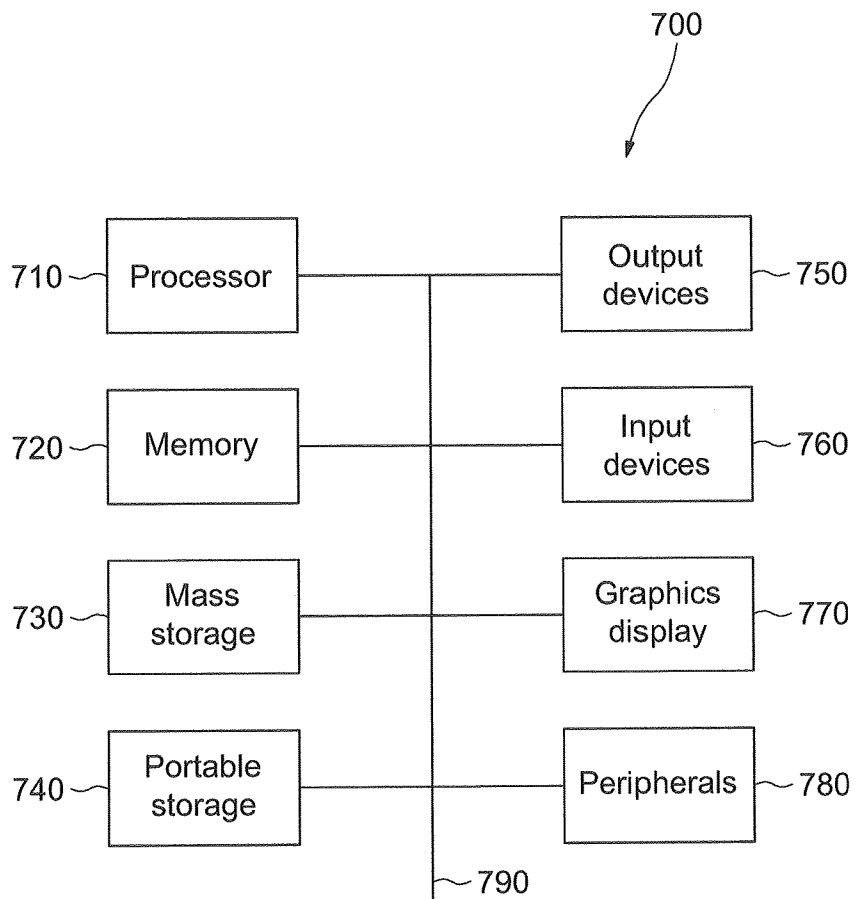 700
710
Processor
Output
devices
750
720
Memory
Input
devices
760
730
Mass
storage
Graphics
display
770
740
Portable
storage
Peripherals
780
790